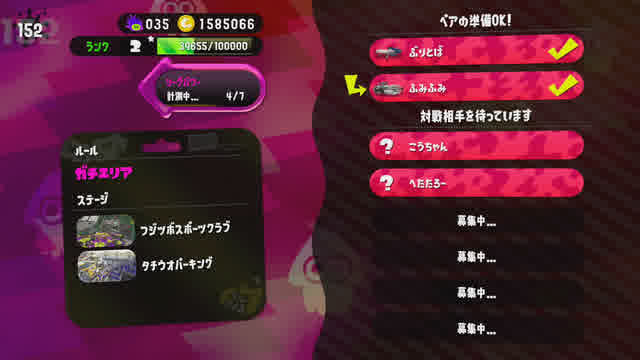 152
035
1585066
ランク
2
39655/100000
リーグパワー
計測中...
4/7
ルール
ガチエリア
ステージ
フジツボスポーツクラブ
タチウオパーキング
ペアの準備OK!
ぷりとば
ふみふみ
対戦相手を待っています
?
こうちゃん
?
へただろー
募集中...
募集中...
募集中...
募集中...